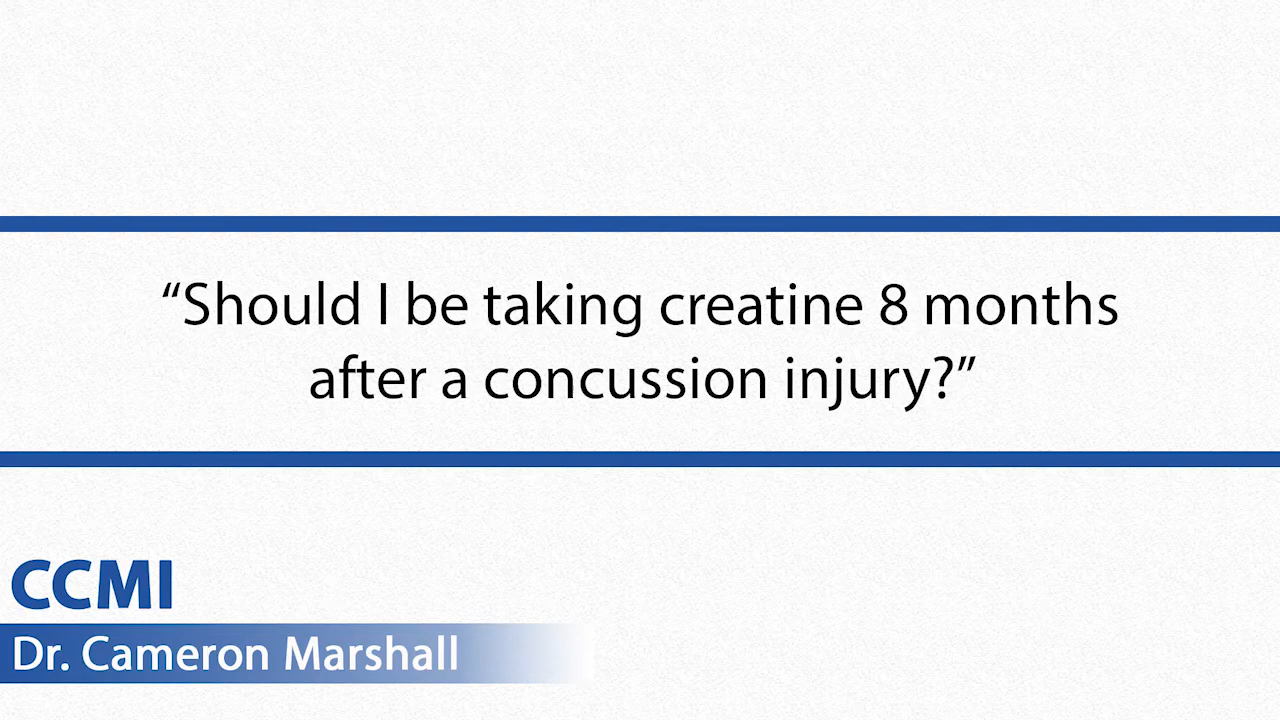 “Should I be taking creatine 8 months
after a concussion injury?”
CCMI
Dr. Cameron Marshall